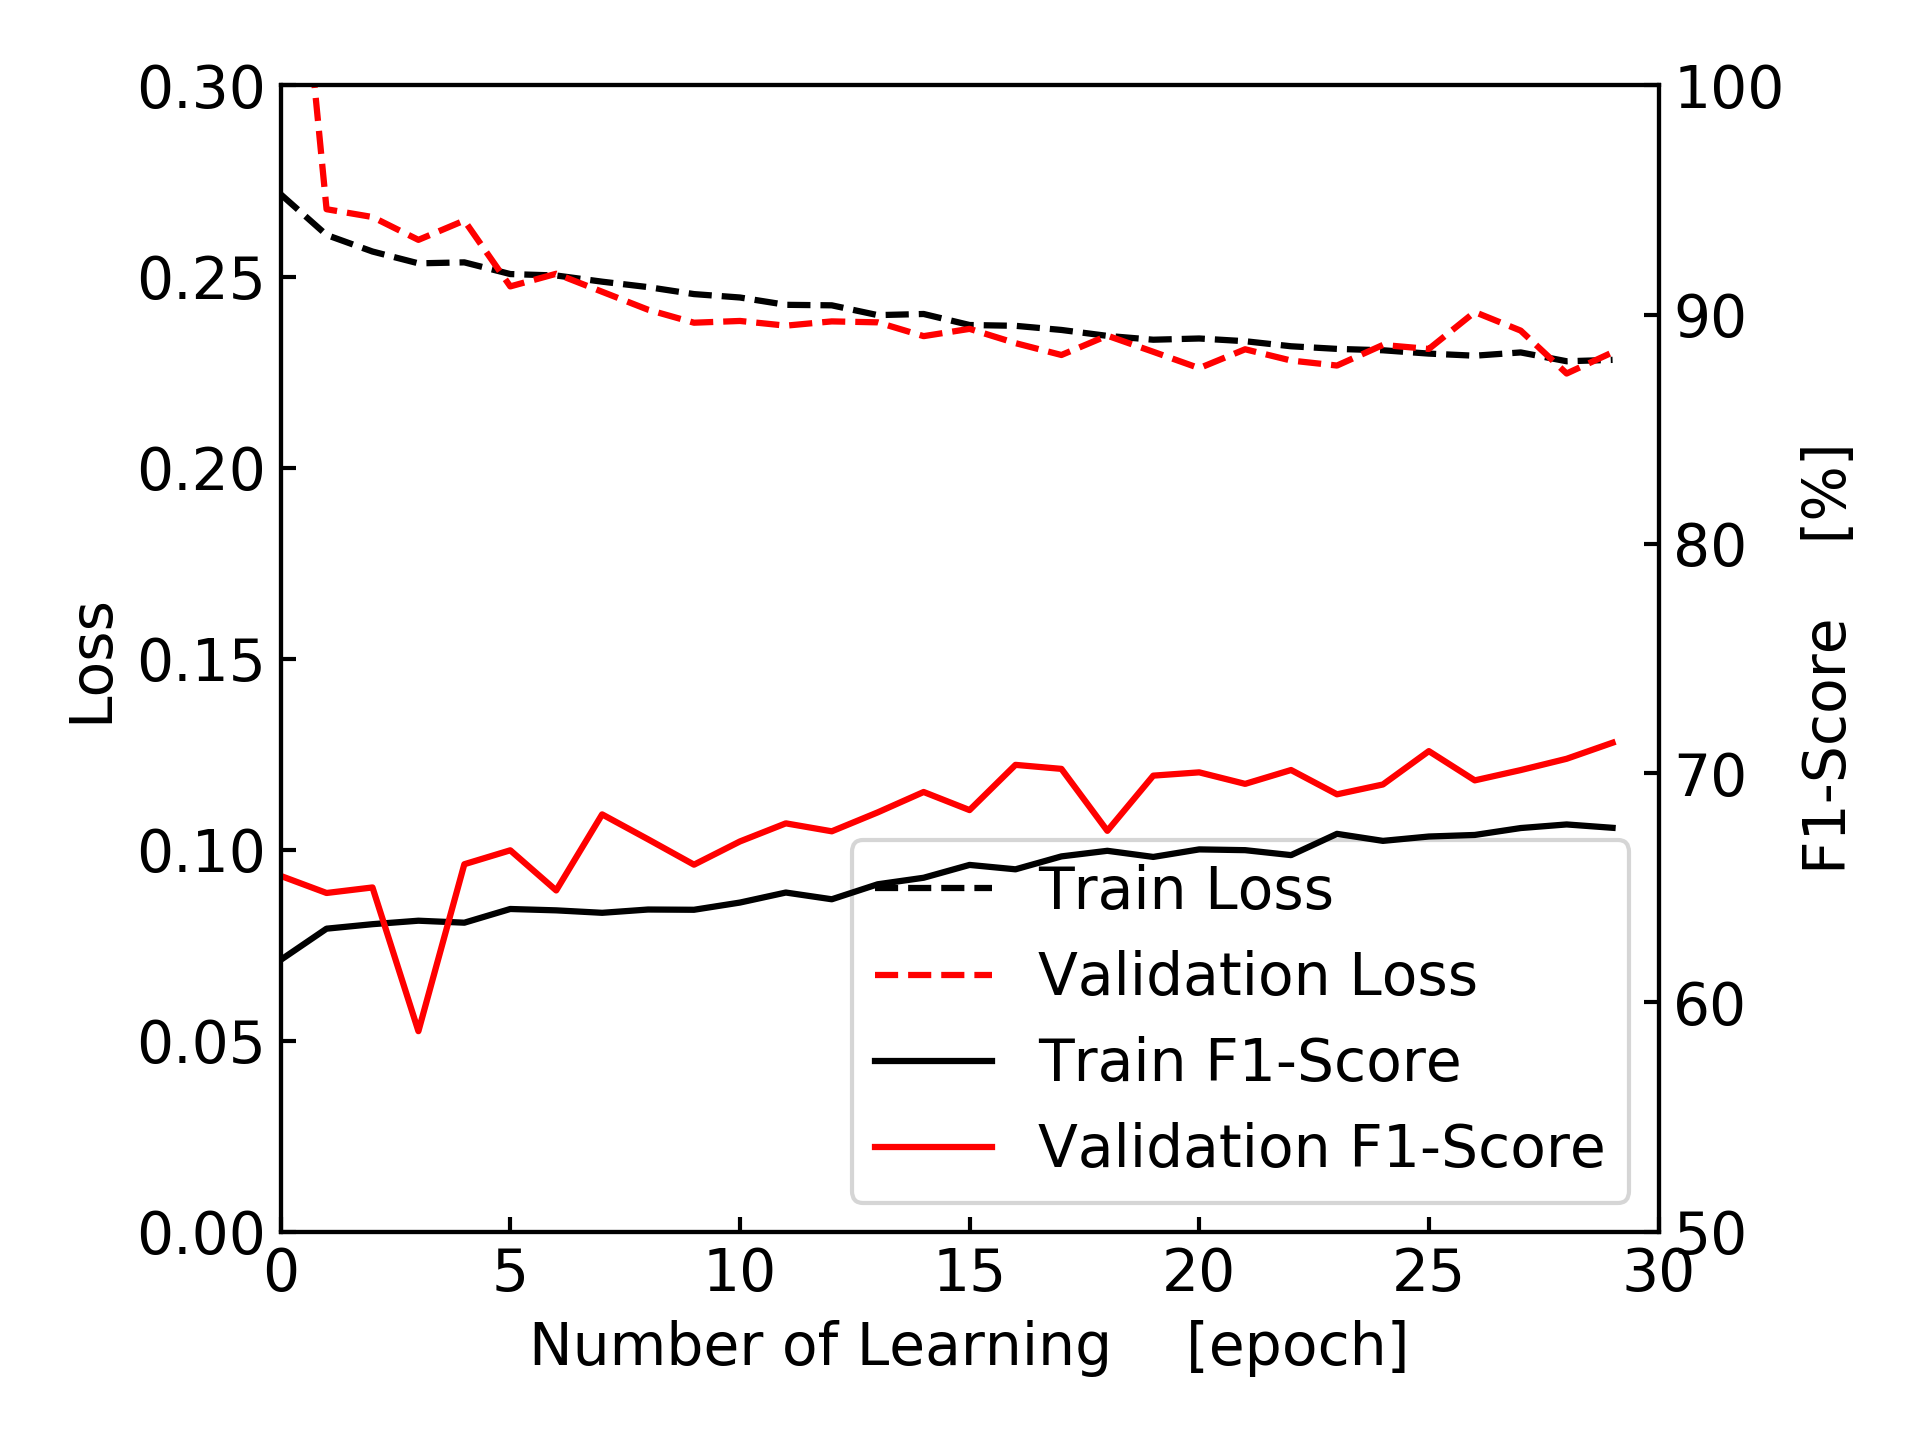 0.30
0.25
0.20
0.15
0.10
0.05
0.00
Loss
100
90
80
70
60
50
F1-Score [%]
Train Loss
Validation Loss
Train F1-Score
Validation F1-Score
0 5 10 15 20 25 30
Number of Learning [epoch]